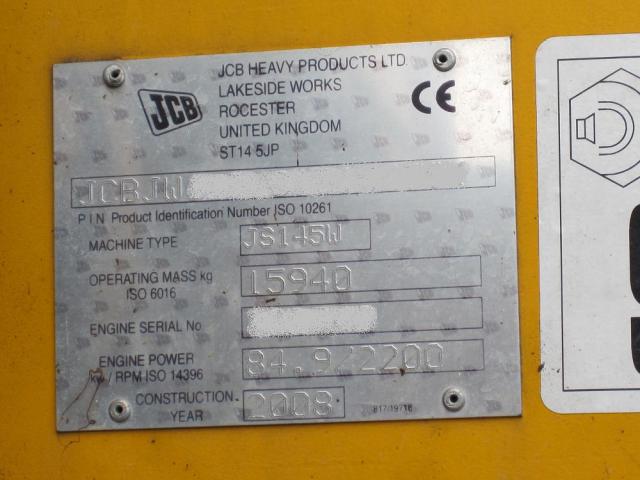 JCB HEAVY PRODUCTS LTD.
LAKESIDE WORKS
ROCESTER
UNITED KINGDOM
ST14 5JP
JCB
CE
JCBJW
P I N Product Identification Number ISO 10261
MACHINE TYPE JS145W
OPERATING MASS kg 15940
ISO 6016
ENGINE SERIAL No
ENGINE POWER 84.9/2200
kw / RPM ISO 14396
CONSTRUCTION 2008
YEAR
817/19716